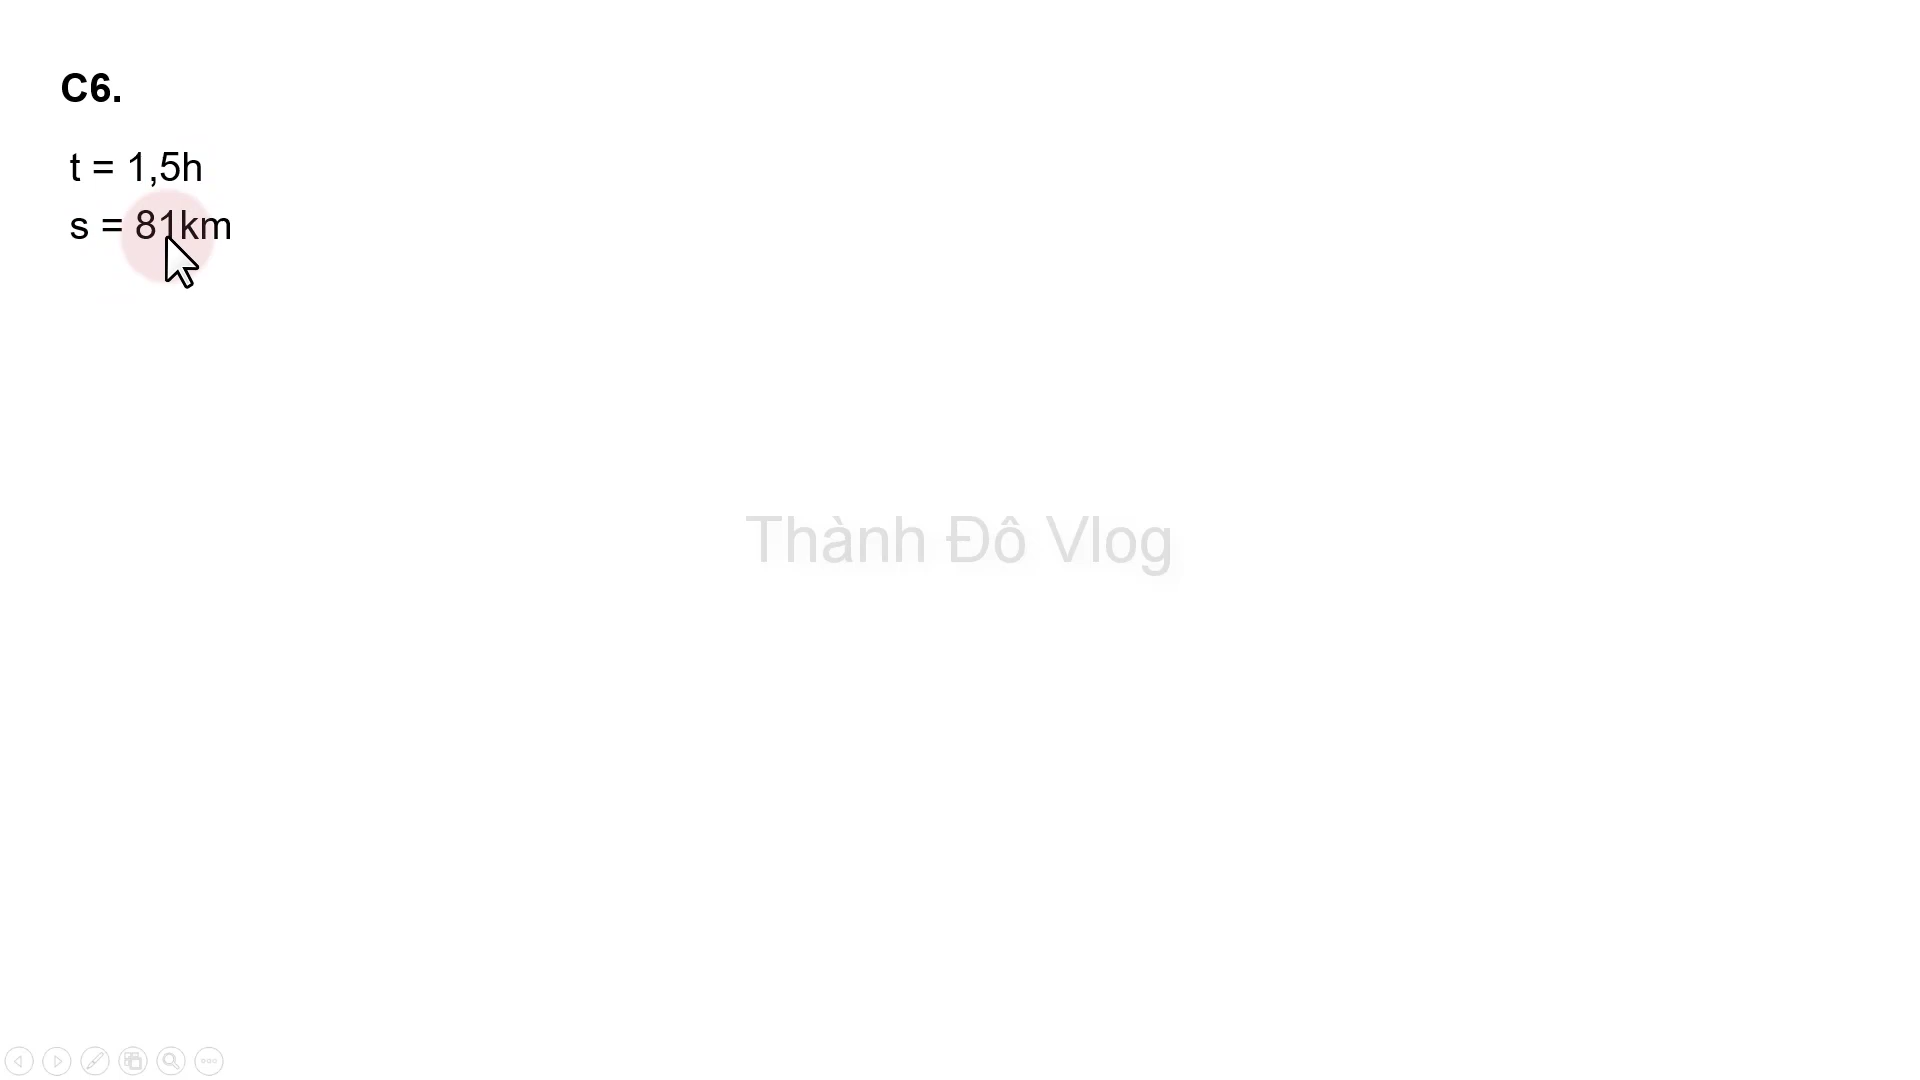 C6.
t = 1,5h
s = 81km
Thành Đô Vlog